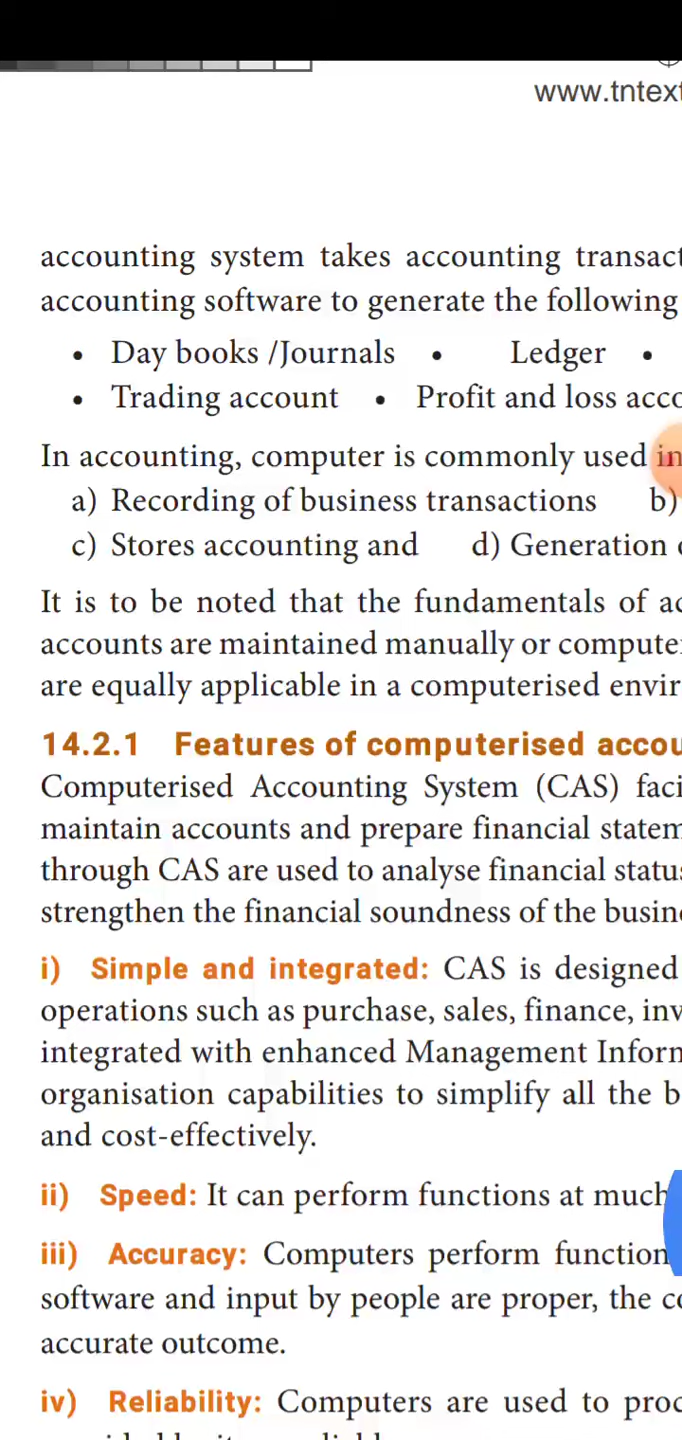 www.tntext
accounting system takes accounting transact
accounting software to generate the following
• Day books /Journals • Ledger •
• Trading account • Profit and loss acco
In accounting, computer is commonly used in
a) Recording of business transactions b)
c) Stores accounting and d) Generation
It is to be noted that the fundamentals of ac
accounts are maintained manually or compute
are equally applicable in a computerised envir
14.2.1 Features of computerised accou
Computerised Accounting System (CAS) faci
maintain accounts and prepare financial statem
through CAS are used to analyse financial statu
strengthen the financial soundness of the busin
i) Simple and integrated: CAS is designed
operations such as purchase, sales, finance, inv
integrated with enhanced Management Inform
organisation capabilities to simplify all the b
and cost-effectively.
ii) Speed: It can perform functions at much
iii) Accuracy: Computers perform function
software and input by people are proper, the co
accurate outcome.
iv) Reliability: Computers are used to proc